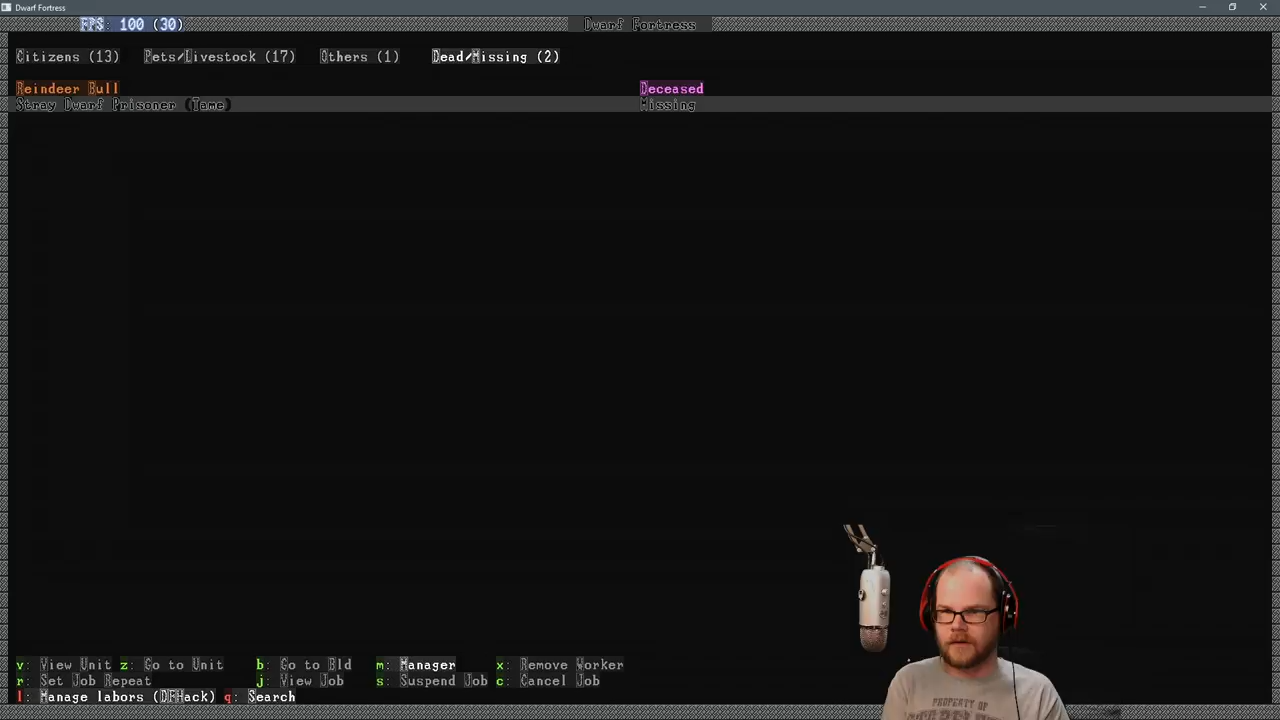 Dwarf Fortress
FPS: 100 (30) Dwarf Fortress
Citizens (13) Pets/Livestock (17) Others (1) Dead/Missing (2)
Reindeer Bull Deceased
Stray Dwarf Prisoner (Tame) Missing
v: View Unit z: Go to Unit b: Go to Bld m: Manager x: Remove Worker
r: Set Job Repeat j: View Job s: Suspend Job c: Cancel Job
l: Manage labors (DFHack) q: Search
PROPERTY OF